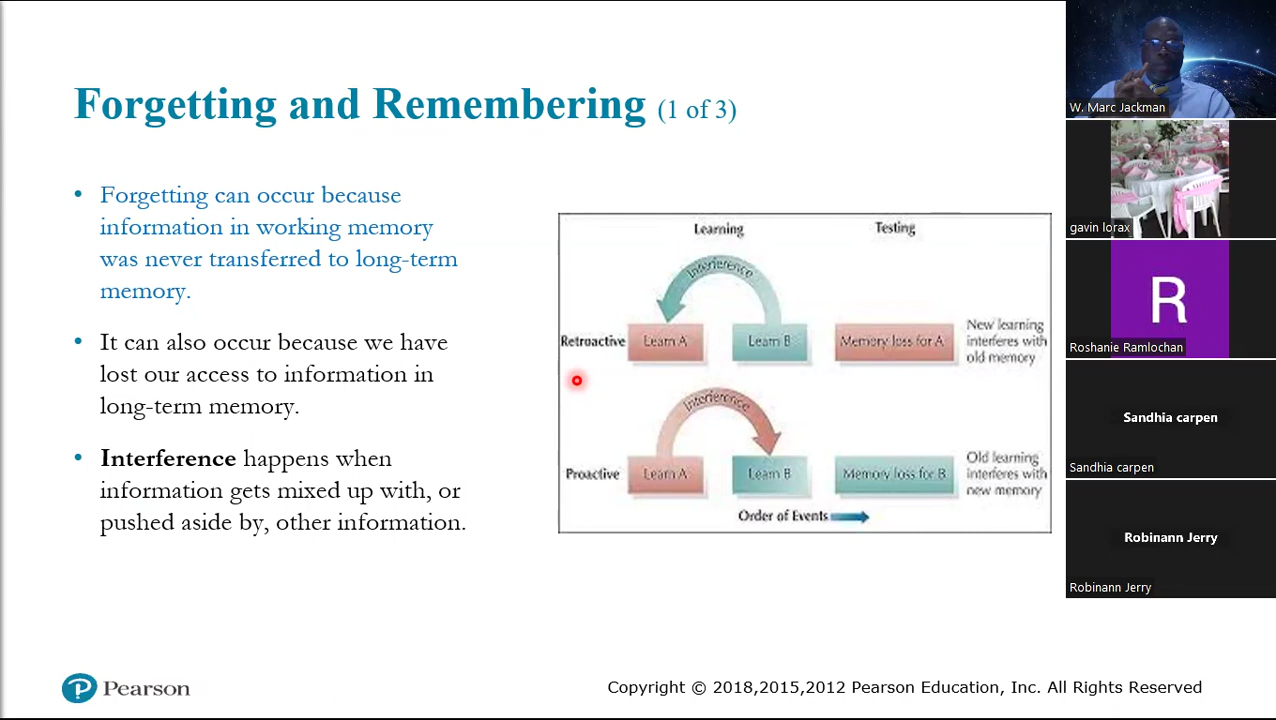 Forgetting and Remembering (1 of 3)
• Forgetting can occur because
information in working memory
was never transferred to long-term
memory.
• It can also occur because we have
lost our access to information in
long-term memory.
• Interference happens when
information gets mixed up with, or
pushed aside by, other information.
Learning Testing
Interference
Retroactive Learn A Learn B Memory loss for A
New learning
interferes with
old memory
Interference
Proactive Learn A Learn B Memory loss for B
Old learning
interferes with
new memory
Order of Events
Pearson
Copyright © 2018,2015,2012 Pearson Education, Inc. All Rights Reserved
W. Marc Jackman
gavin lorax
R
Roshanie Ramlochan
Sandhia carpen
Sandhia carpen
Robinann Jerry
Robinann Jerry